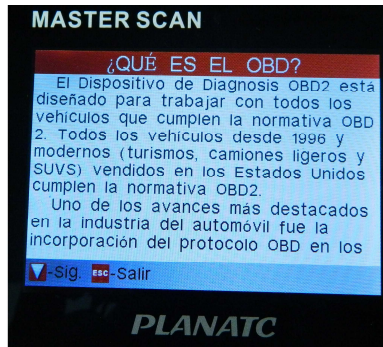 MASTER SCAN
¿QUÉ ES EL OBD?
El Dispositivo de Diagnosis OBD2 está
diseñado para trabajar con todos los
vehículos que cumplen la normativa OBD
2. Todos los vehículos desde 1996 y
modernos (turismos, camiones ligeros y
SUVS) vendidos en los Estados Unidos
cumplen la normativa OBD2.
Uno de los avances más destacados
en la industria del automóvil fue la
incorporación del protocolo OBD en los
-Sig. ESC-Salir
PLANATC